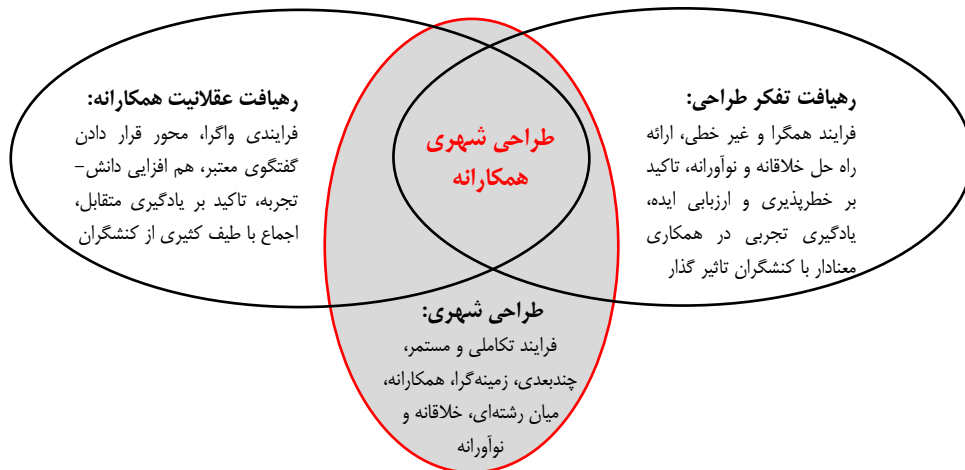 رهیافت تفکر طراحی:
فرایند همگرا و غیر خطی، ارائه
راه حل خلاقانه و نوآورانه، تاکید
بر خطرپذیری و ارزیابی ایده،
یادگیری تجربی در همکاری
معنادار با کنشگران تاثیر گذار
طراحی شهری
همکارانه
رهیافت عقلانیت همکارانه:
فرایندی واگرا، محور قرار دادن
گفتگوی معتبر، هم افزایی دانش-
تجربه، تاکید بر یادگیری متقابل،
اجماع با طیف کثیری از کنشگران
طراحی شهری:
فرایند تکاملی و مستمر،
چندبعدی، زمینه‌گرا، همکارانه،
میان رشته‌ای، خلاقانه و
نوآورانه